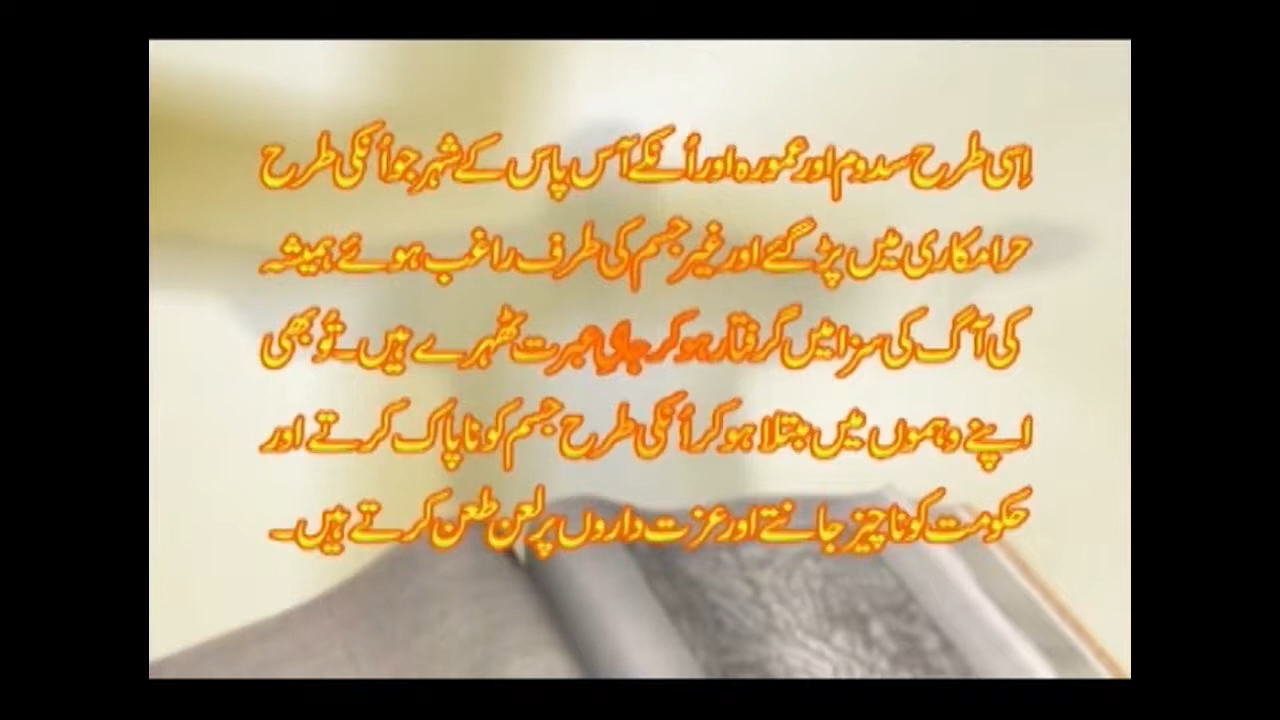 اِسی طرح سدوم اور عمورہ اور اُنکے آس پاس کے شہر جو اُنکی طرح
حرامکاری میں پڑ گئے اور غیر جسم کی طرف راغب ہوئے ہمیشہ
کی آگ کی سزا میں گرفتار ہو کر جایِ عبرت ٹھہرے ہیں۔ تُو بھی
اپنے وہموں میں مبتلا ہو کر اُنکی طرح جسم کو ناپاک کرتے اور
حکومت کو ناچیز جانتے اور عزت داروں پر لعن طعن کرتے ہیں۔